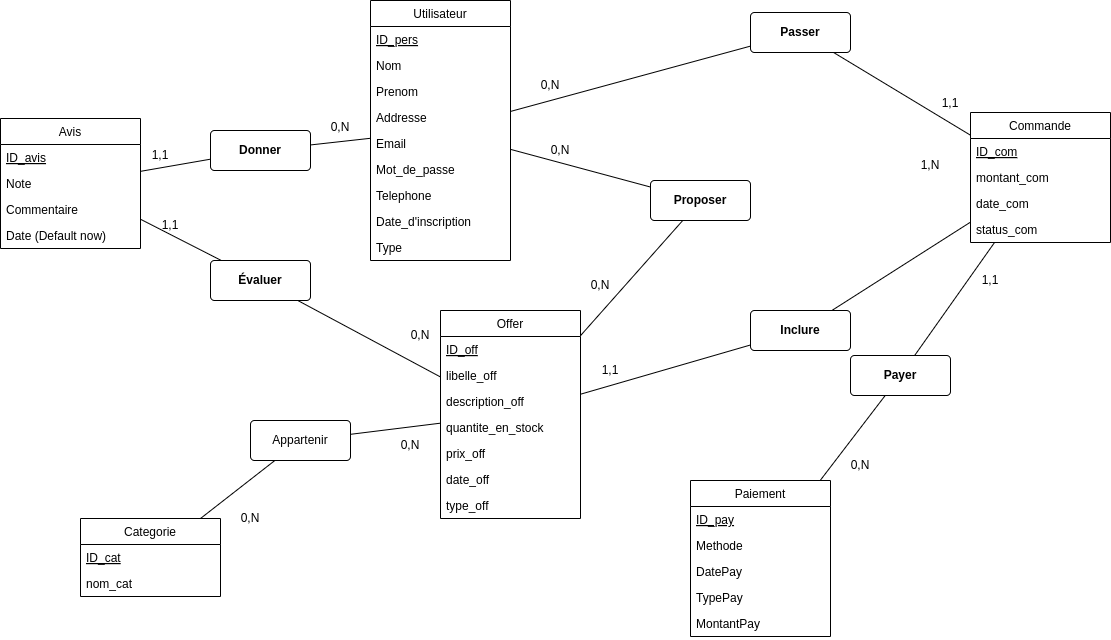 Utilisateur
ID_pers
Nom
Prenom
Addresse
Email
Mot_de_passe
Telephone
Date_d'inscription
Type
Passer
0,N
1,1
Commande
ID_com
montant_com
date_com
status_com
Avis
ID_avis
Note
Commentaire
Date (Default now)
1,1
Donner
0,N
0,N
Proposer
0,N
1,N
1,1
Évaluer
0,N
Offer
ID_off
libelle_off
description_off
quantite_en_stock
prix_off
date_off
type_off
Inclure
1,1
1,1
Payer
0,N
Appartenir
0,N
0,N
Categorie
ID_cat
nom_cat
Paiement
ID_pay
Methode
DatePay
TypePay
MontantPay